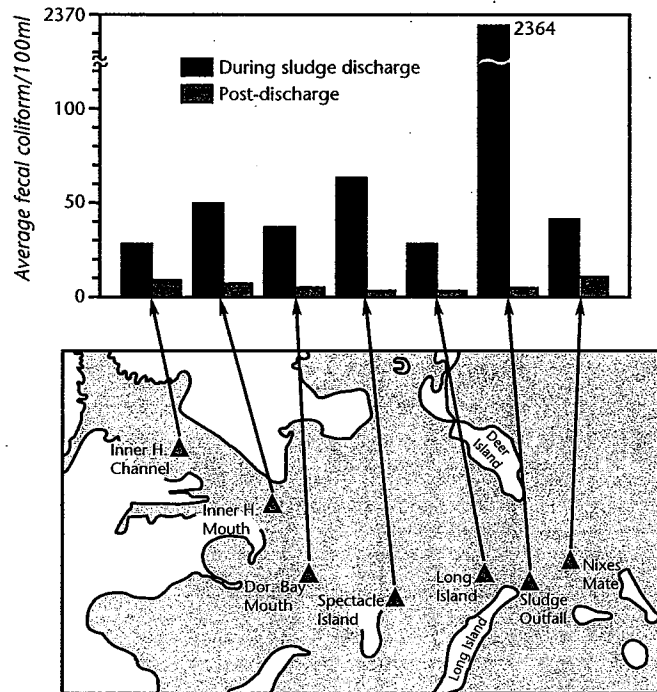 2370
2364
During sludge discharge
Post-discharge
100
50
0
Average fecal coliform/100ml
Inner H.
Channel
Inner H.
Mouth
Dor. Bay
Mouth
Spectacle
Island
Long
Island
Sludge
Outfall
Nixes
Mate
Deer
Island
Long Island